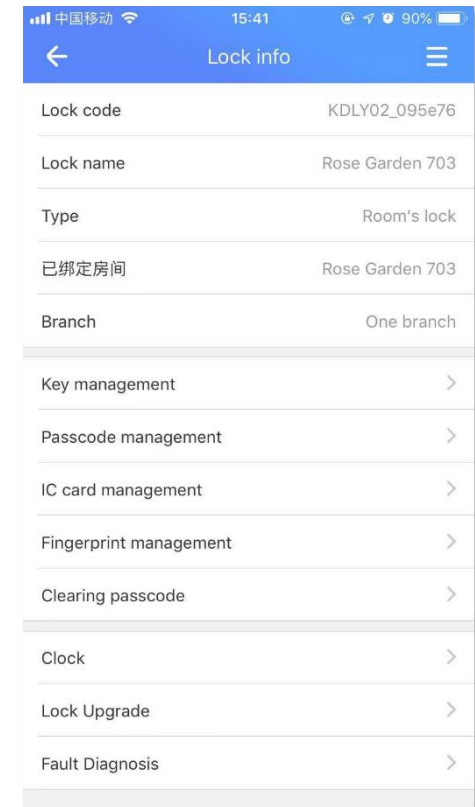 中国移动 15:41 90%
Lock info
Lock code KDLY02_095e76
Lock name Rose Garden 703
Type Room's lock
已绑定房间 Rose Garden 703
Branch One branch
Key management
Passcode management
IC card management
Fingerprint management
Clearing passcode
Clock
Lock Upgrade
Fault Diagnosis